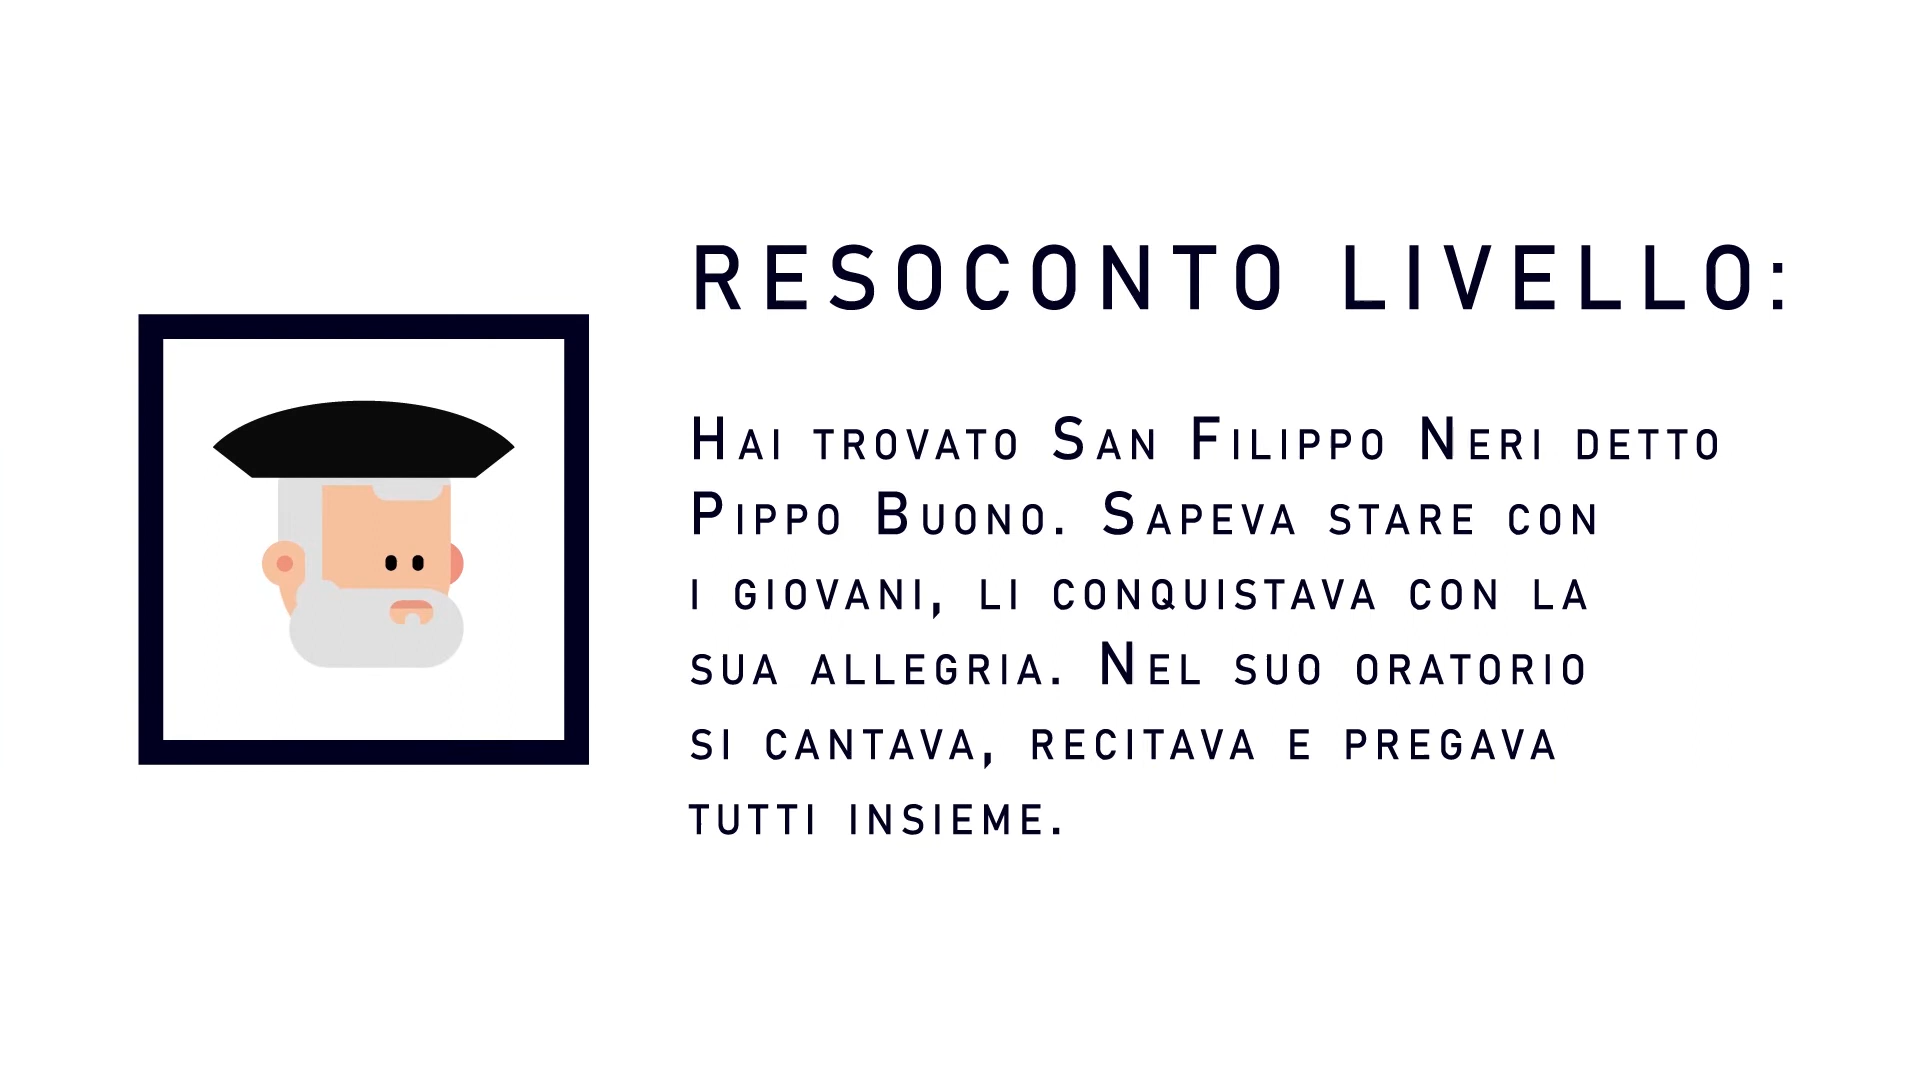 RESOCONTO LIVELLO:
Hai trovato San Filippo Neri detto
Pippo Buono. Sapeva stare con
i giovani, li conquistava con la
sua allegria. Nel suo oratorio
si cantava, recitava e pregava
tutti insieme.